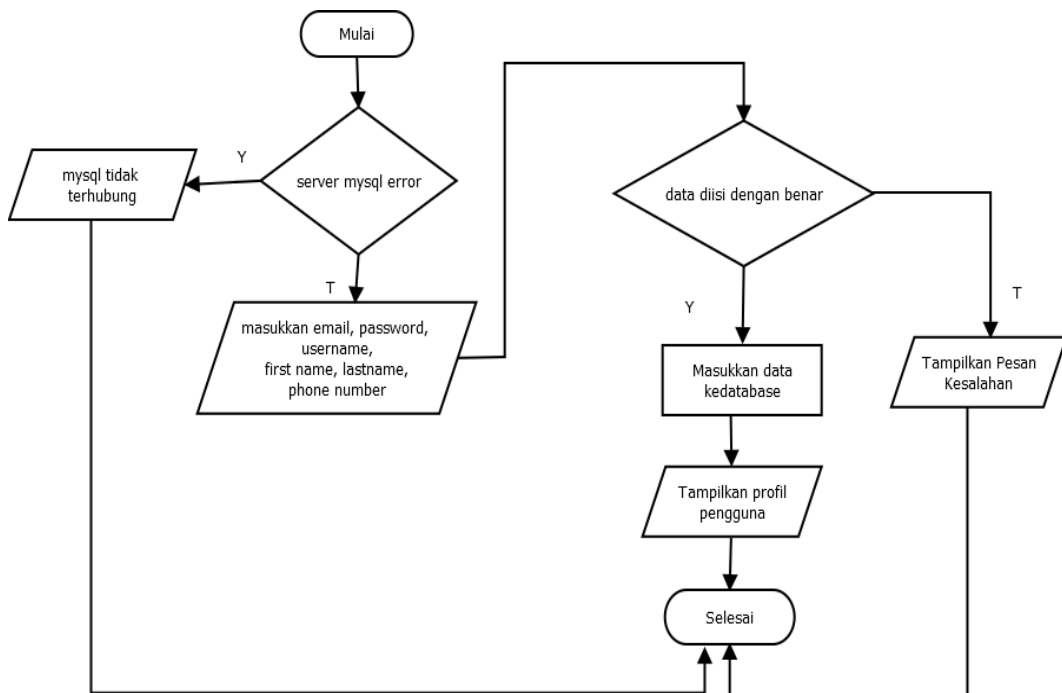 Mulai
server mysql error
Y
mysql tidak
terhubung
T
masukkan email, password,
username,
first name, lastname,
phone number
data diisi dengan benar
Y
T
Masukkan data
kedatabase
Tampilkan Pesan
Kesalahan
Tampilkan profil
pengguna
Selesai